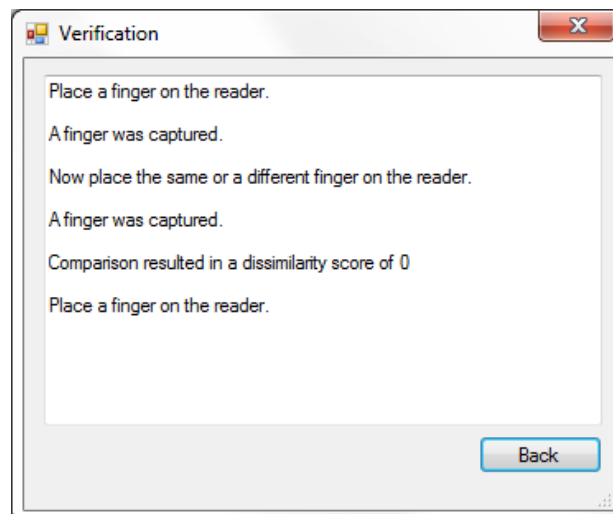 Verification
Place a finger on the reader.
A finger was captured.
Now place the same or a different finger on the reader.
A finger was captured.
Comparison resulted in a dissimilarity score of 0
Place a finger on the reader.
Back